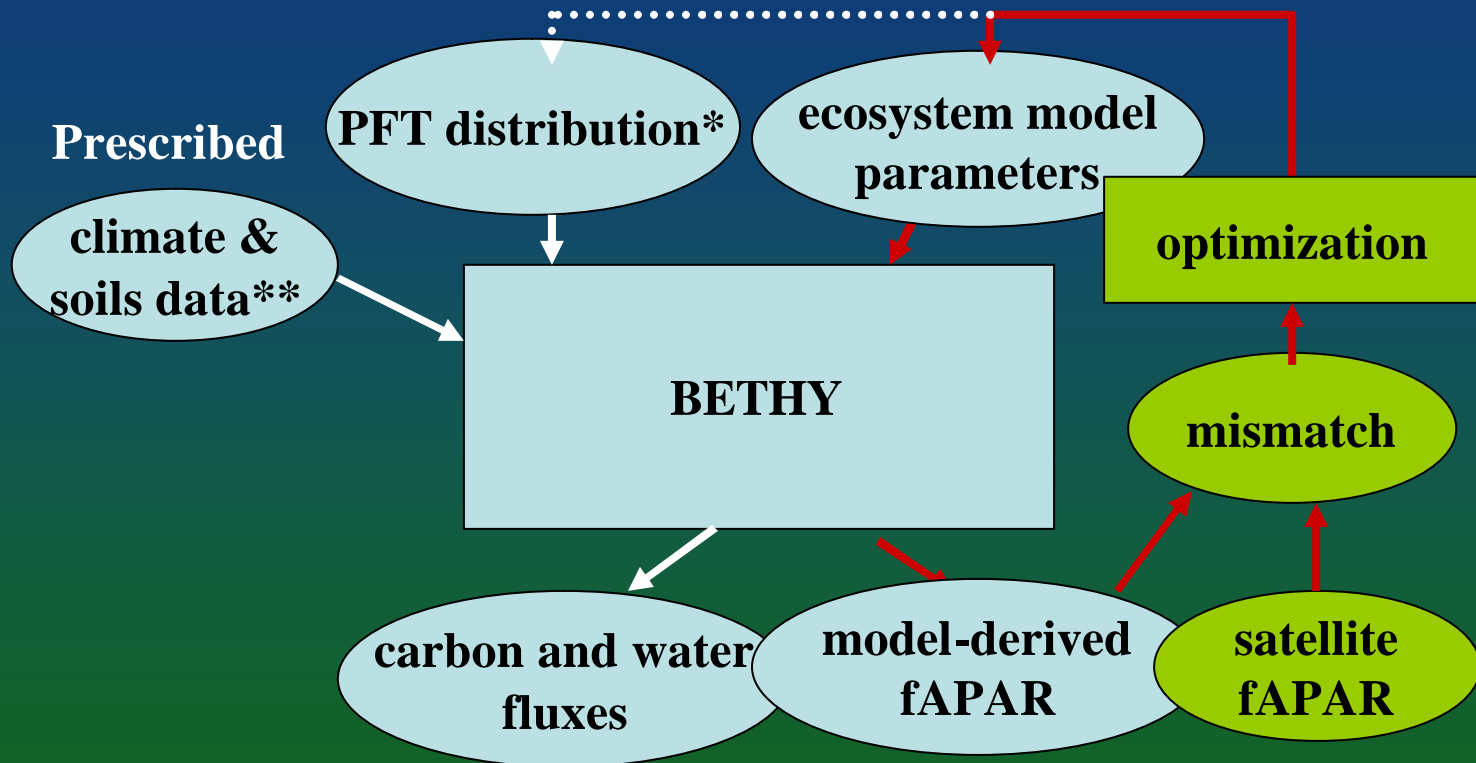 PFT distribution*
ecosystem model
parameters
Prescribed
climate &
soils data**
optimization
BETHY
mismatch
carbon and water
fluxes
model-derived
fAPAR
satellite
fAPAR